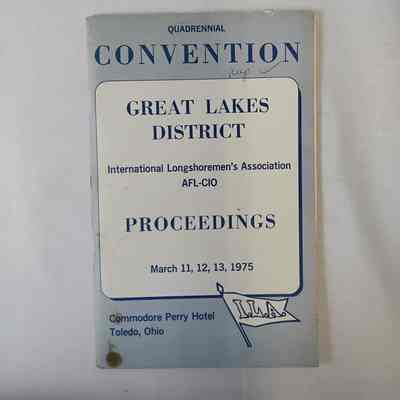 QUADRENNIAL
CONVENTION
GREAT LAKES
DISTRICT
International Longshoremen's Association
AFL-CIO
PROCEEDINGS
March 11, 12, 13, 1975
Commodore Perry Hotel
Toledo, Ohio
I.L.A.